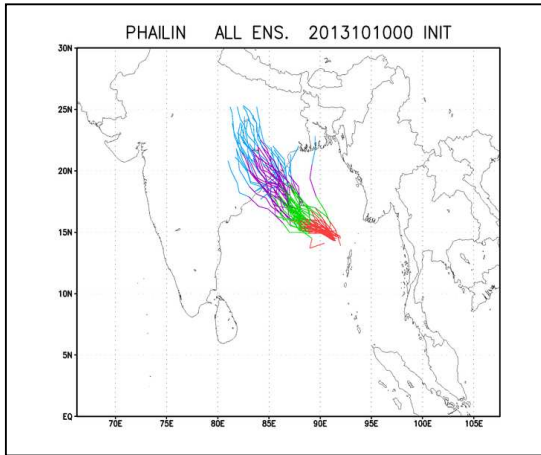 PHAILIN ALL ENS. 2013101000 INIT
30N
25N
20N
15N
10N
5N
EQ
70E 75E 80E 85E 90E 95E 100E 105E